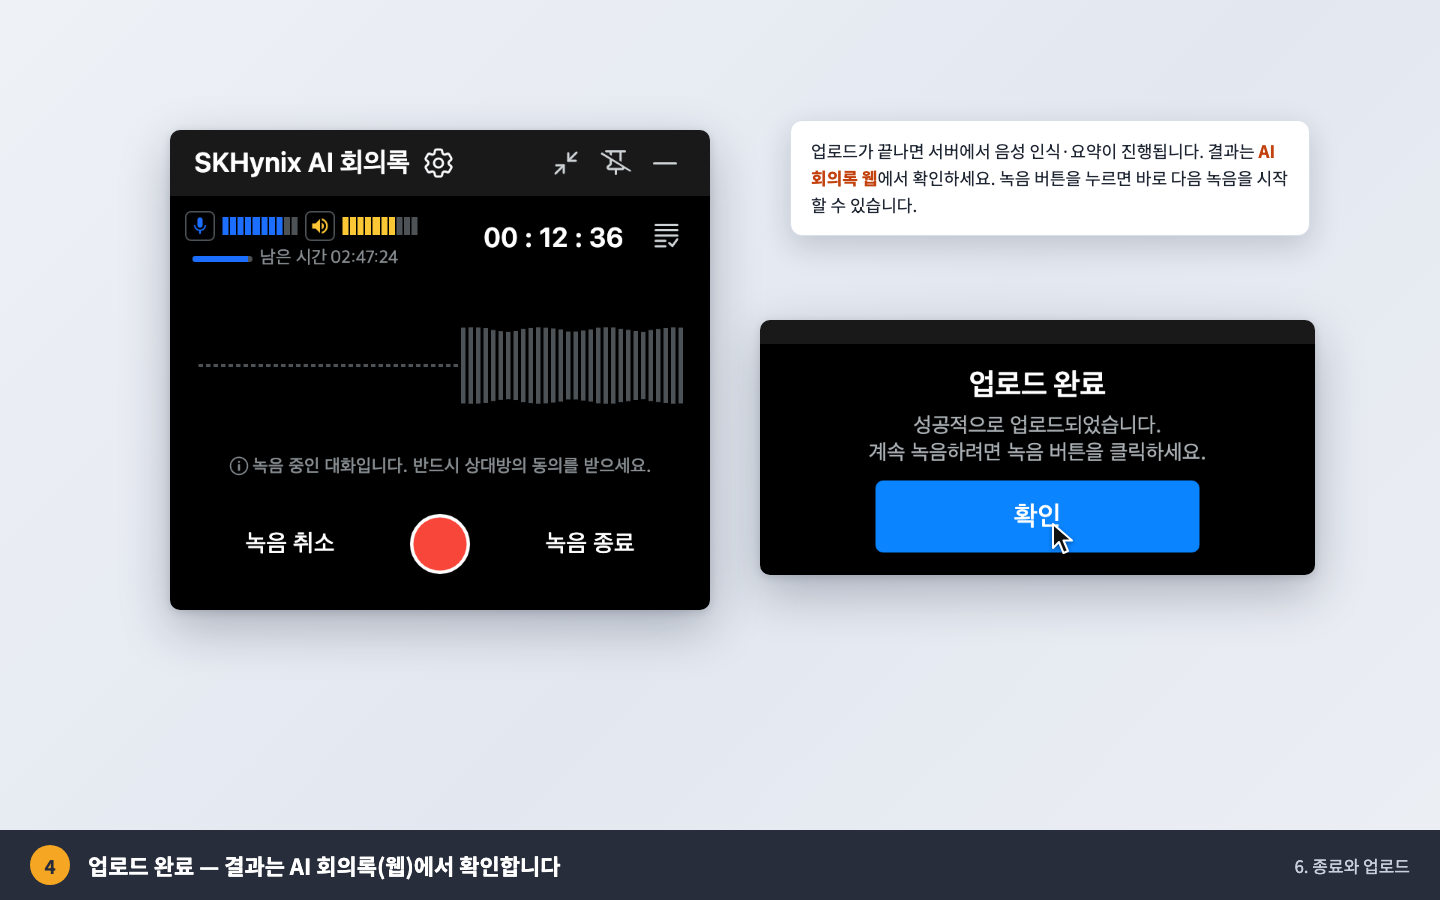 SKHynix AI 회의록
00 : 12 : 36
남은 시간 02:47:24
녹음 중인 대화입니다. 반드시 상대방의 동의를 받으세요.
녹음 취소
녹음 종료
업로드가 끝나면 서버에서 음성 인식·요약이 진행됩니다. 결과는 AI
회의록 웹에서 확인하세요. 녹음 버튼을 누르면 바로 다음 녹음을 시작
할 수 있습니다.
업로드 완료
성공적으로 업로드되었습니다.
계속 녹음하려면 녹음 버튼을 클릭하세요.
확인
4 업로드 완료 — 결과는 AI 회의록(웹)에서 확인합니다
6. 종료와 업로드